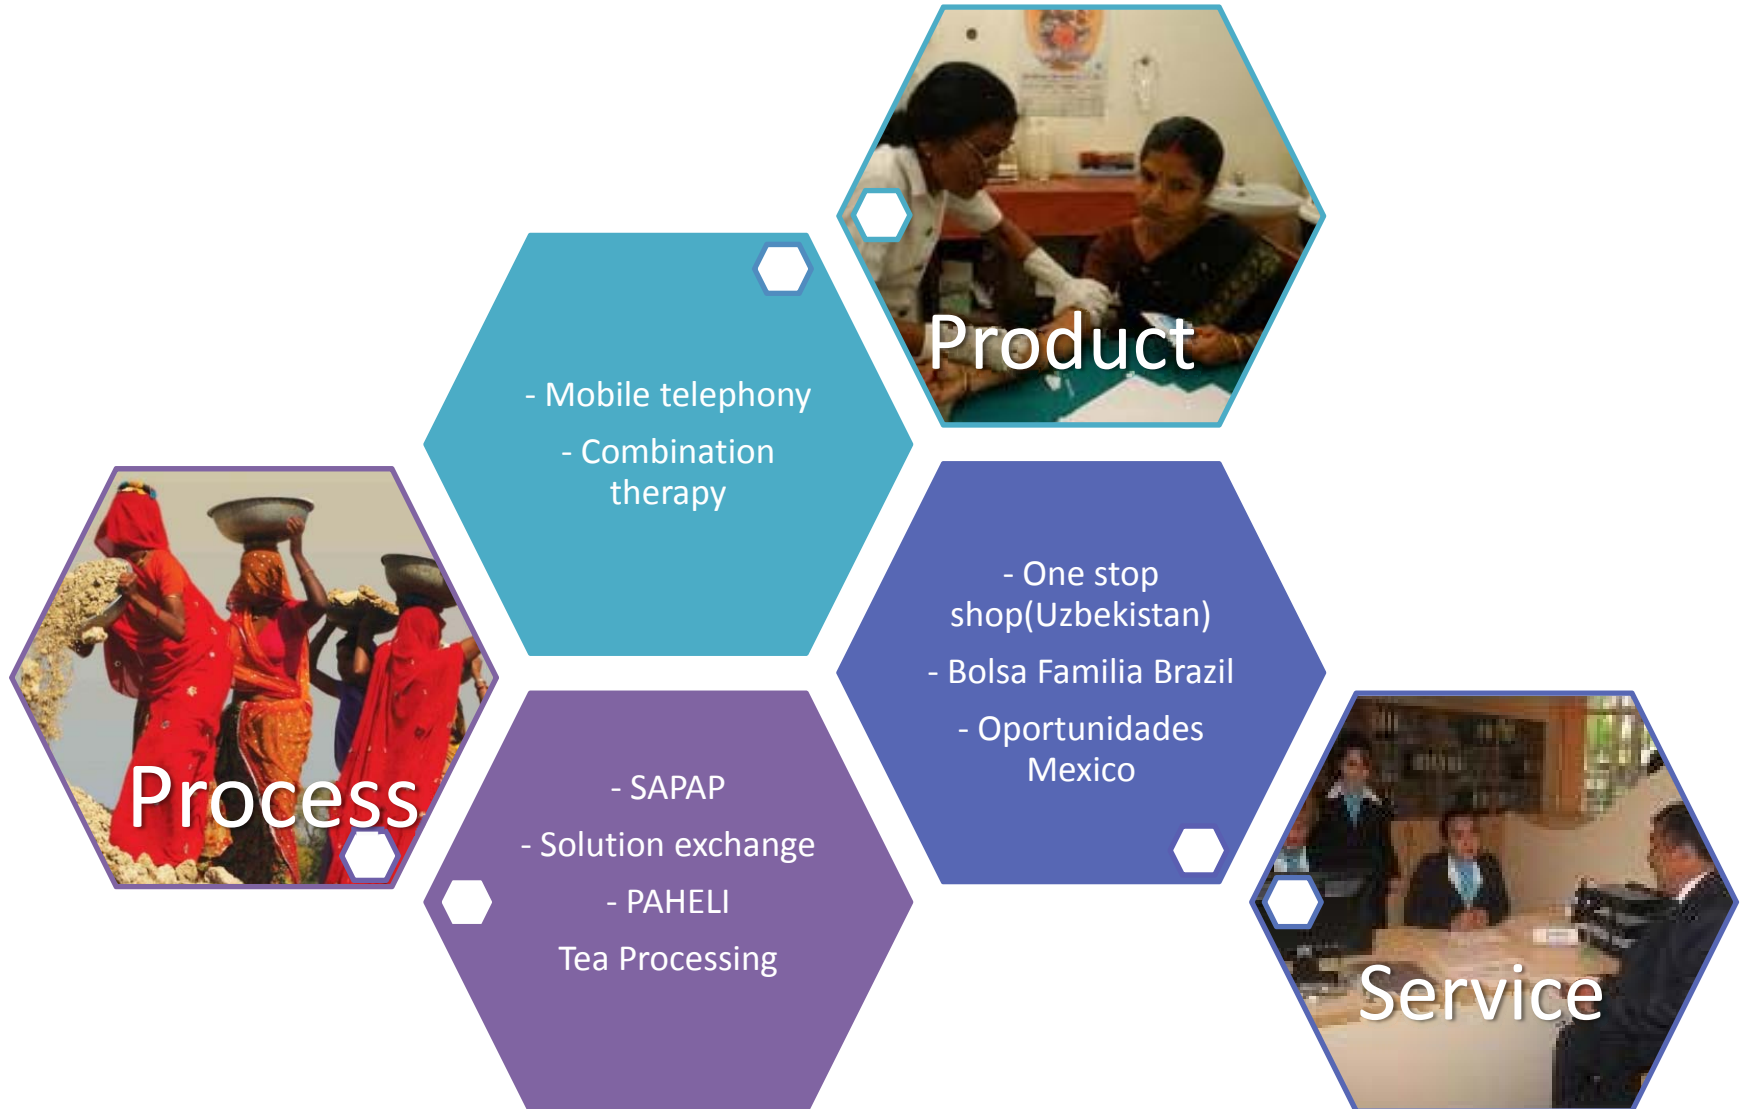 Product
- Mobile telephony
- Combination
therapy
- One stop
shop(Uzbekistan)
- Bolsa Familia Brazil
- Oportunidades
Mexico
Process
- SAPAP
- Solution exchange
- PAHELI
Tea Processing
Service